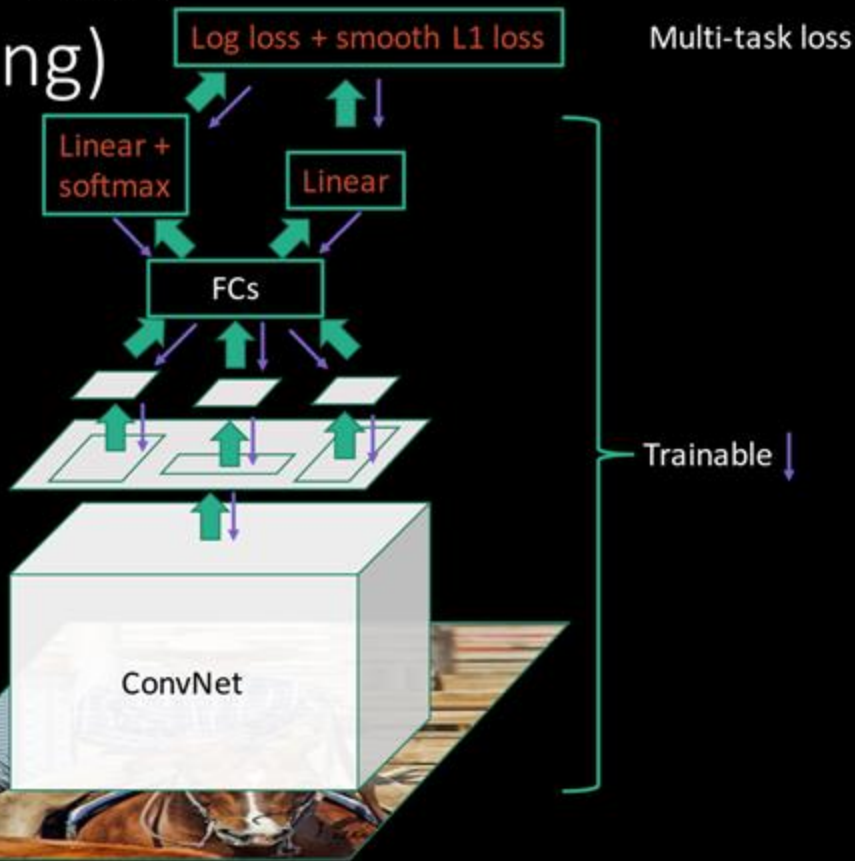 ng)
Log loss + smooth L1 loss
Multi-task loss
Linear +
softmax
Linear
FCs
Trainable
ConvNet